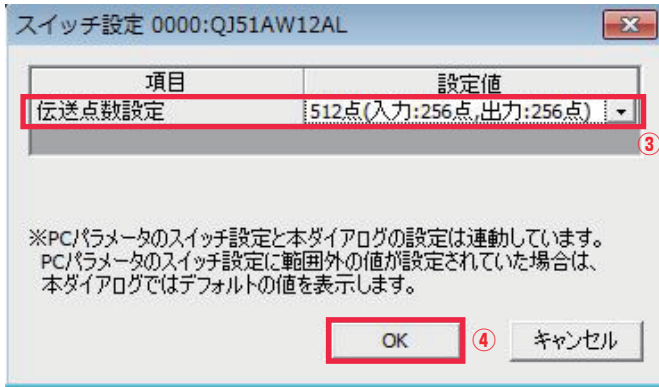 スイッチ設定 0000:QJ51AW12AL
項目 設定値
伝送点数設定 512点(入力:256点,出力:256点)
③
※PCパラメータのスイッチ設定と本ダイアログの設定は連動しています。
PCパラメータのスイッチ設定に範囲外の値が設定されていた場合は、
本ダイアログではデフォルトの値を表示します。
OK ④ キャンセル